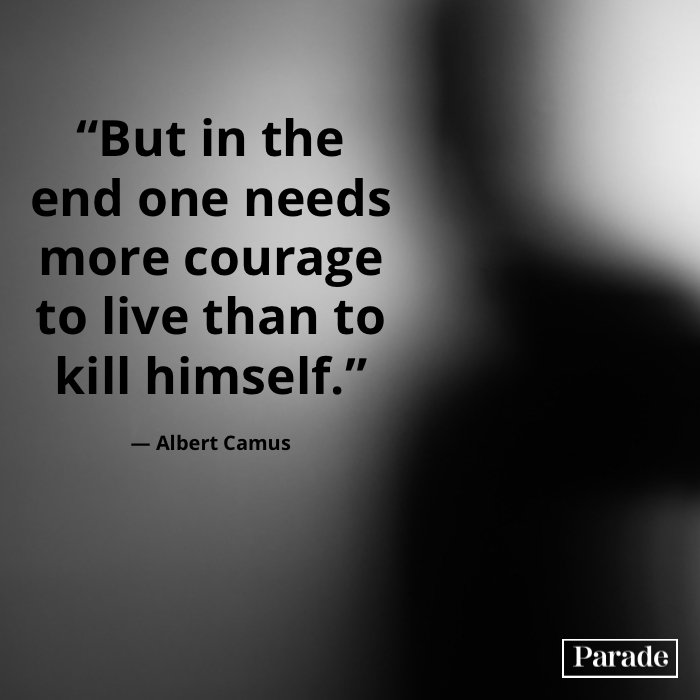 “But in the
end one needs
more courage
to live than to
kill himself.”
— Albert Camus
Parade